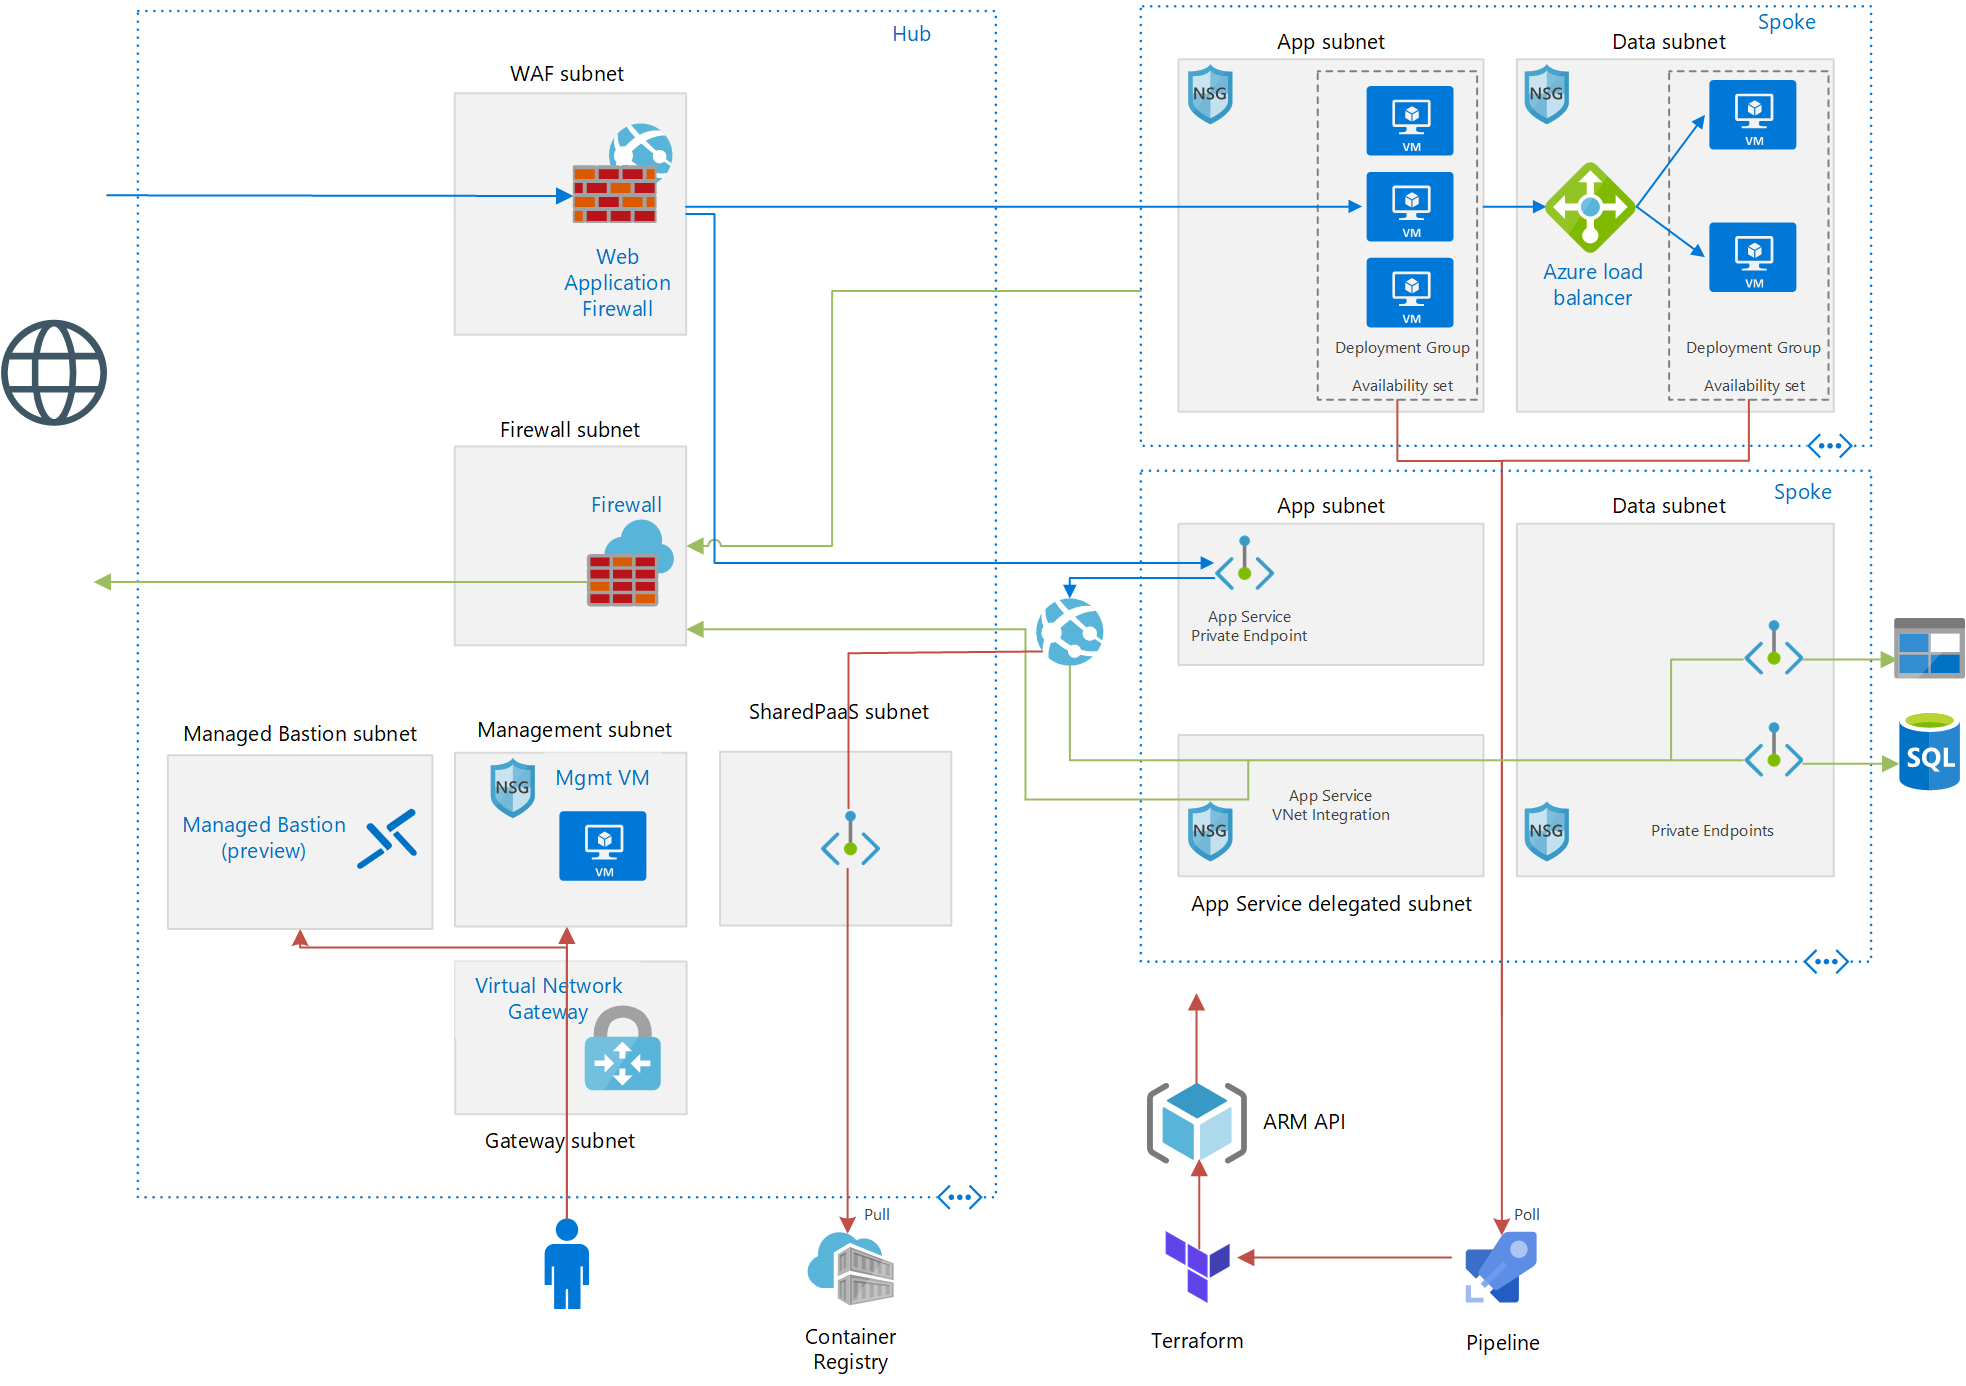 Hub
WAF subnet
Web
Application
Firewall
Firewall subnet
Firewall
Managed Bastion subnet
Managed Bastion
(preview)
Management subnet
NSG
Mgmt VM
VM
SharedPaaS subnet
Virtual Network
Gateway
Gateway subnet
Pull
Container
Registry
Spoke
App subnet
NSG
VM
VM
VM
Deployment Group
Availability set
Data subnet
NSG
Azure load
balancer
VM
VM
Deployment Group
Availability set
Spoke
App subnet
App Service
Private Endpoint
App Service
VNet Integration
NSG
App Service delegated subnet
Data subnet
NSG
Private Endpoints
SQL
ARM API
Terraform
Poll
Pipeline